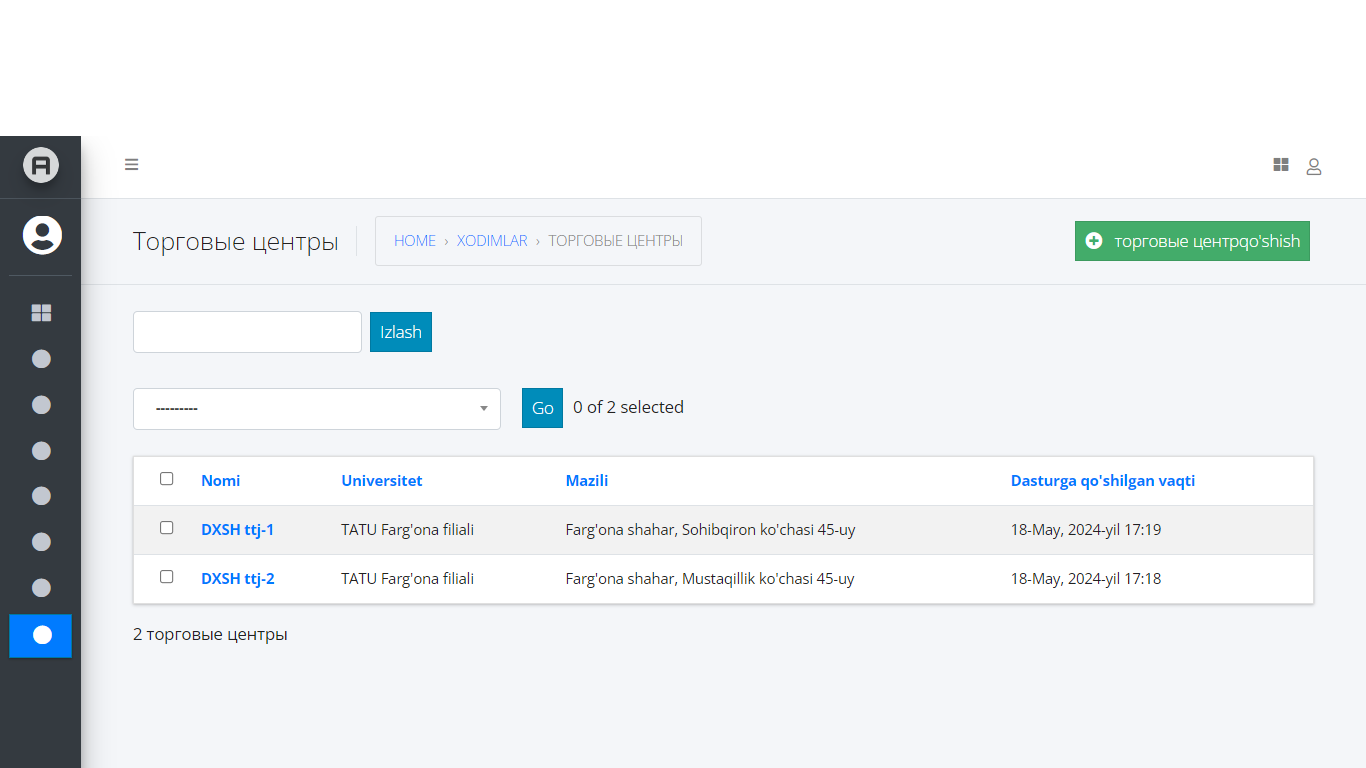 Торговые центры
HOME › XODIMLAR › ТОРГОВЫЕ ЦЕНТРЫ
торговые центрqo'shish
Izlash
---------
Go
0 of 2 selected
Nomi Universitet Mazili Dasturga qo'shilgan vaqti
DXSH ttj-1 TATU Farg'ona filiali Farg'ona shahar, Sohibqiron ko'chasi 45-uy 18-May, 2024-yil 17:19
DXSH ttj-2 TATU Farg'ona filiali Farg'ona shahar, Mustaqillik ko'chasi 45-uy 18-May, 2024-yil 17:18
2 торговые центры